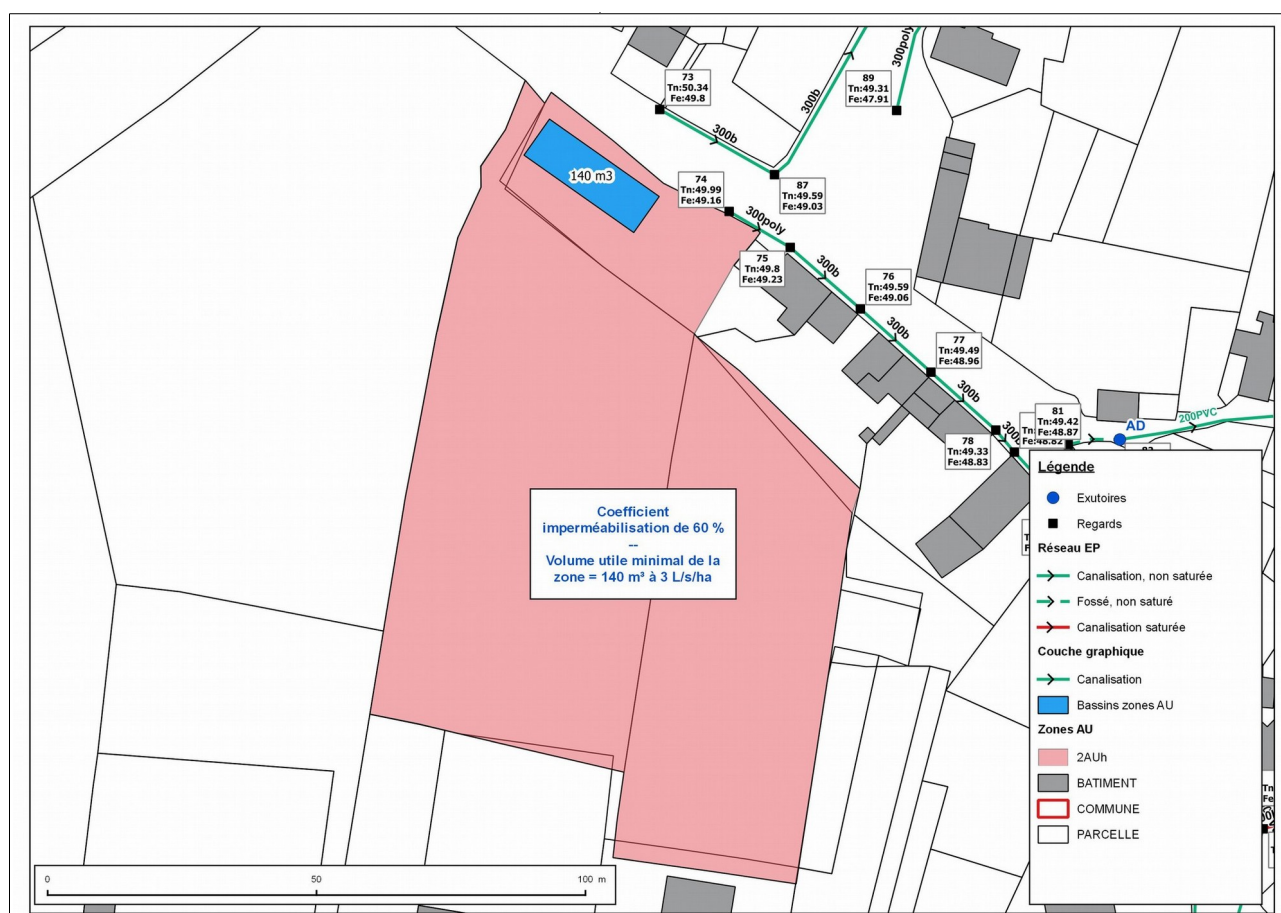 73
Tn:50.34
Fe:49.8
300b
300b
89
Tn:49.31
Fe:47.91
300poly
140 m3
74
Tn:49.99
Fe:49.16
87
Tn:49.59
Fe:49.03
300poly
75
Tn:49.8
Fe:49.23
300b
76
Tn:49.59
Fe:49.06
300b
77
Tn:49.49
Fe:48.96
300b
78
Tn:49.33
Fe:48.83
81
Tn:49.42
Fe:48.87
AD
200PVC
Coefficient
imperméabilisation de 60 %
--
Volume utile minimal de la
zone = 140 m³ à 3 L/s/ha
Légende
Exutoires
Regards
Réseau EP
Canalisation, non saturée
Fossé, non saturé
Canalisation saturée
Couche graphique
Canalisation
Bassins zones AU
Zones AU
2AUh
BATIMENT
COMMUNE
PARCELLE
0 50 100 m